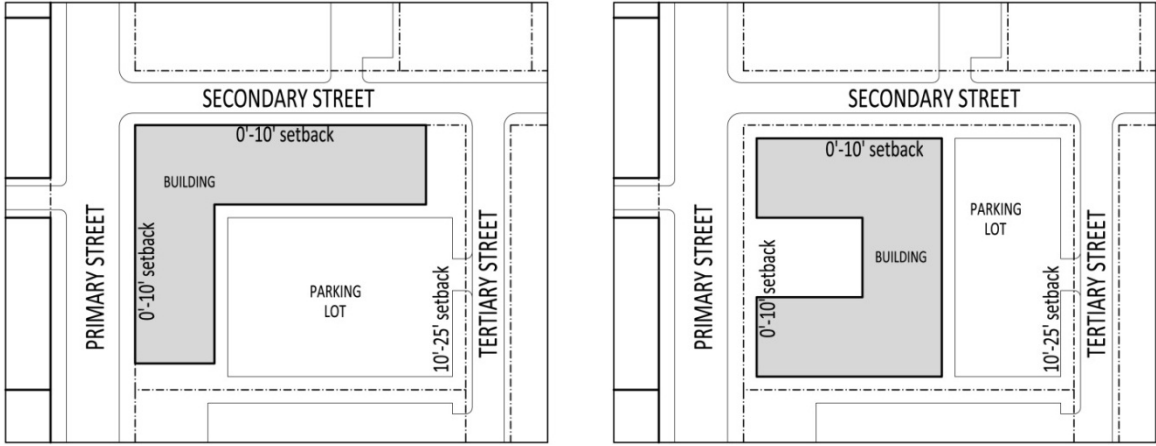 SECONDARY STREET
0'-10' setback
BUILDING
PRIMARY STREET
0'-10' setback
PARKING
LOT
10'-25' setback
TERTIARY STREET
SECONDARY STREET
0'-10' setback
PARKING
LOT
BUILDING
PRIMARY STREET
0'-10' setback
10'-25' setback
TERTIARY STREET